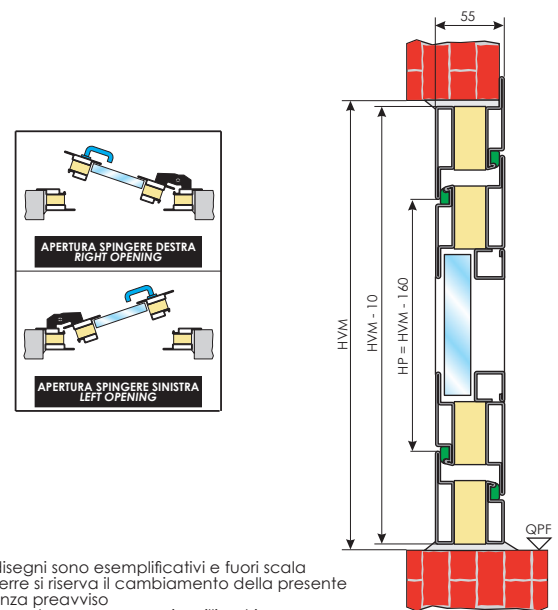 55
APERTURA SPINGERE DESTRA
RIGHT OPENING
APERTURA SPINGERE SINISTRA
LEFT OPENING
HVM
HVM - 10
HP = HVM - 160
QPF
disegni sono esemplificativi e fuori scala
erre si riserva il cambiamento della presente
nza preavviso